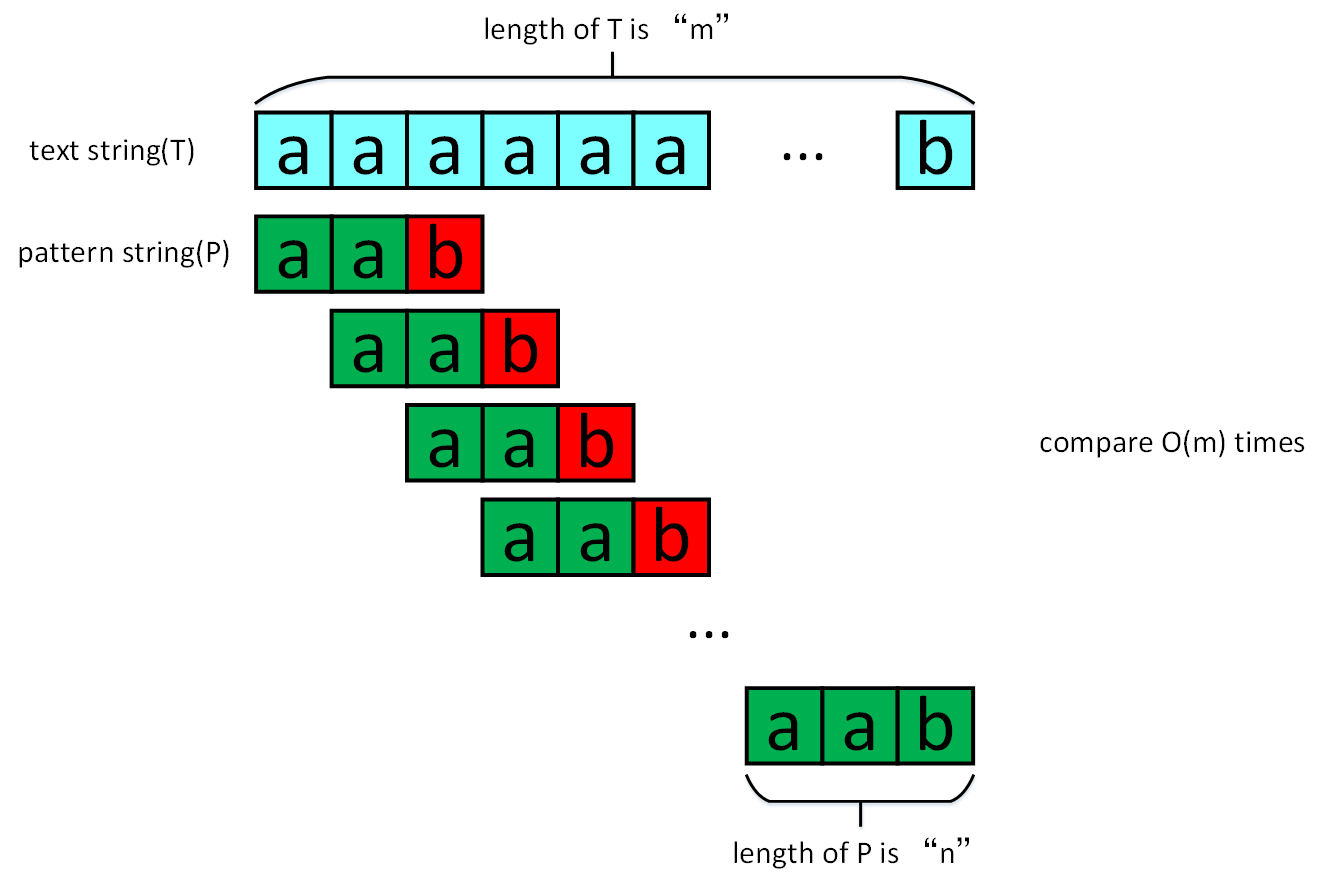 length of T is “m”
text string(T) a a a a a a ... b
pattern string(P) a a b
a a b
a a b
compare O(m) times
a a b
...
a a b
length of P is “n”